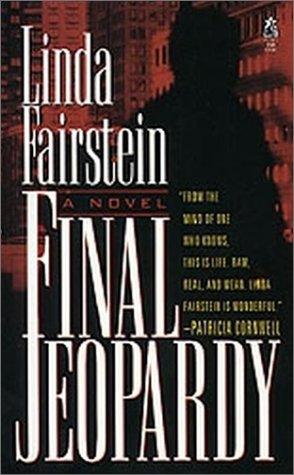 Linda
Fairstein
A NOVEL
"FROM THE
MIND OF ONE
WHO KNOWS,
THIS IS LIFE. RAW,
REAL, AND MEAN. LINDA
FAIRSTEIN IS WONDERFUL."
—PATRICIA CORNWELL
FINAL
JEOPARDY